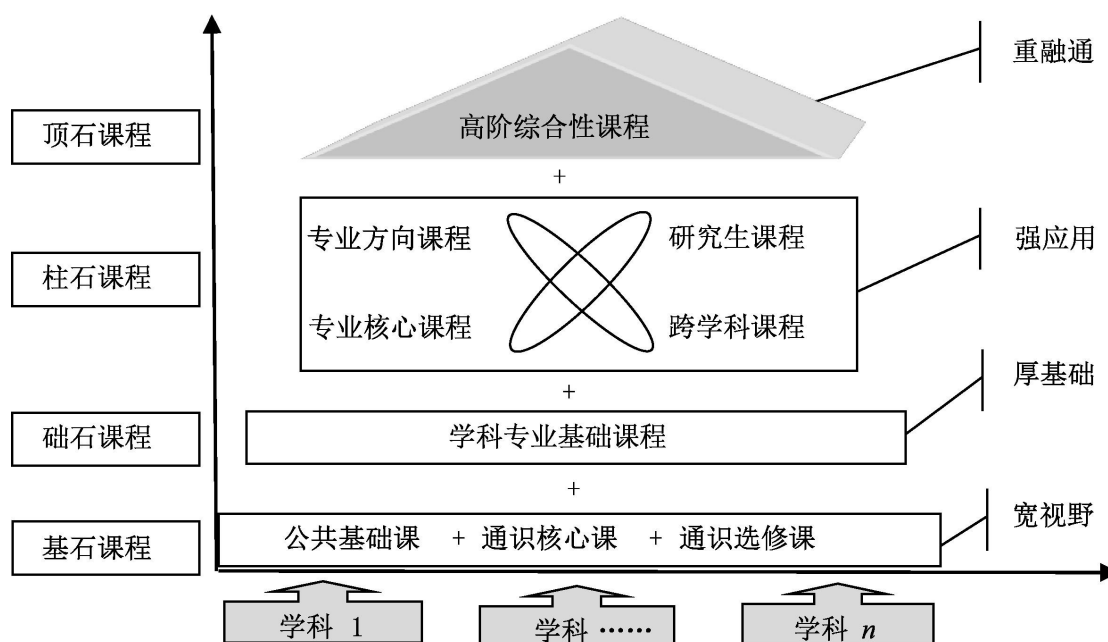 重融通
顶石课程
高阶综合性课程
+
专业方向课程
研究生课程
强应用
柱石课程
专业核心课程
跨学科课程
+
厚基础
础石课程
学科专业基础课程
+
宽视野
基石课程
公共基础课 + 通识核心课 + 通识选修课
学科 1
学科 ……
学科 n